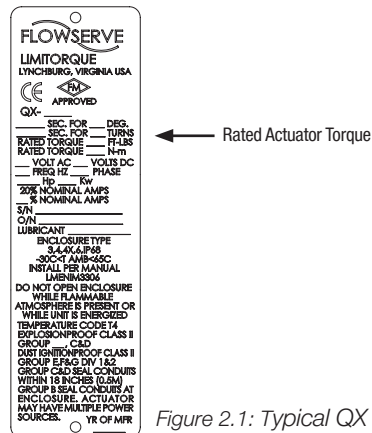 FLOWSERVE
LIMITORQUE
LYNCHBURG, VIRGINIA USA
CE FM
APPROVED
QX-
SEC. FOR DEG.
SEC. FOR TURNS
RATED TORQUE FT-LBS
RATED TORQUE N-m
VOLT AC VOLTS DC
FREQ HZ PHASE
Hp Kw
20% NOMINAL AMPS
% NOMINAL AMPS
S/N
O/N
LUBRICANT
ENCLOSURE TYPE
3,4,4X,6,IP68
-30C<T AMB<65C
INSTALL PER MANUAL
LMENIM3306
DO NOT OPEN ENCLOSURE
WHILE FLAMMABLE
ATMOSPHERE IS PRESENT OR
WHILE UNIT IS ENERGIZED
TEMPERATURE CODE T4
EXPLOSIONPROOF CLASS II
GROUP , C&D
DUST IGNITIONPROOF CLASS II
GROUP E,F&G DIV 1&2
GROUP C&D SEAL CONDUITS
WITHIN 18 INCHES (0.5M)
GROUP B SEAL CONDUITS AT
ENCLOSURE. ACTUATOR
MAY HAVE MULTIPLE POWER
SOURCES. YR OF MFR
Rated Actuator Torque
Figure 2.1: Typical QX